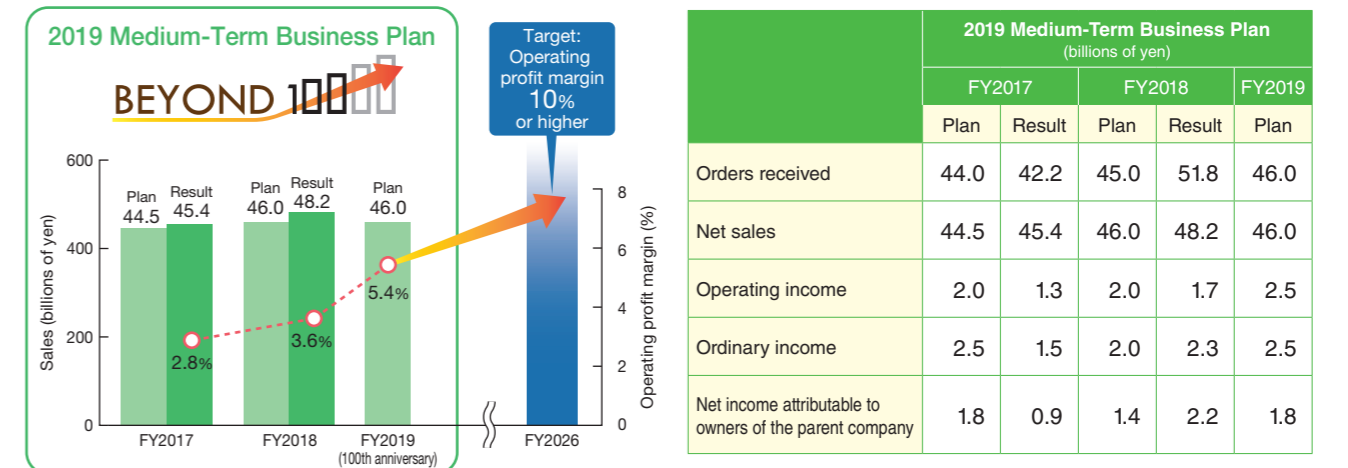 2019 Medium-Term Business Plan
BEYOND 100
Target:
Operating
profit margin
10%
or higher
Sales (billions of yen)
600
400
200
0
Plan
44.5
Result
45.4
Plan
46.0
Result
48.2
Plan
46.0
2.8%
3.6%
5.4%
FY2017
FY2018
FY2019
(100th anniversary)
FY2026
8
6
4
2
0
Operating profit margin (%)
2019 Medium-Term Business Plan
(billions of yen)
FY2017 FY2018 FY2019
Plan Result Plan Result Plan
Orders received 44.0 42.2 45.0 51.8 46.0
Net sales 44.5 45.4 46.0 48.2 46.0
Operating income 2.0 1.3 2.0 1.7 2.5
Ordinary income 2.5 1.5 2.0 2.3 2.5
Net income attributable to
owners of the parent company 1.8 0.9 1.4 2.2 1.8